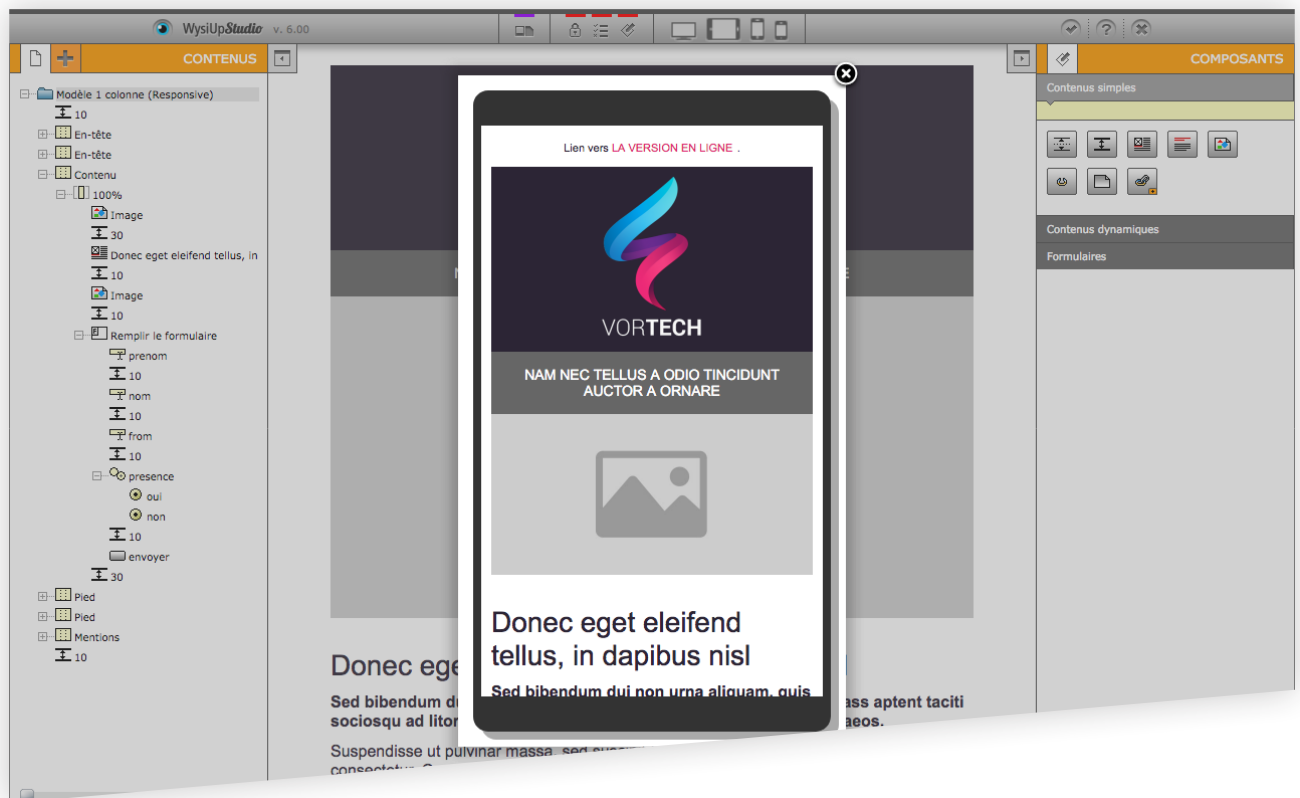 WysiUpStudio v. 6.00
CONTENUS
Modèle 1 colonne (Responsive)
10
En-tête
En-tête
Contenu
100%
Image
30
Donec eget eleifend tellus, in
10
Image
10
Remplir le formulaire
prenom
10
nom
10
from
10
presence
oui
non
10
envoyer
30
Pied
Pied
Mentions
10
Lien vers LA VERSION EN LIGNE .
VORTECH
NAM NEC TELLUS A ODIO TINCIDUNT
AUCTOR A ORNARE
Donec eget eleifend
tellus, in dapibus nisl
Sed bibendum dui non urna aliquam, quis
Donec ege
Sed bibendum du
ass aptent taciti
sociosqu ad litor
aeos.
Suspendisse ut pulvinar massa, sed
COMPOSANTS
Contenus simples
Contenus dynamiques
Formulaires